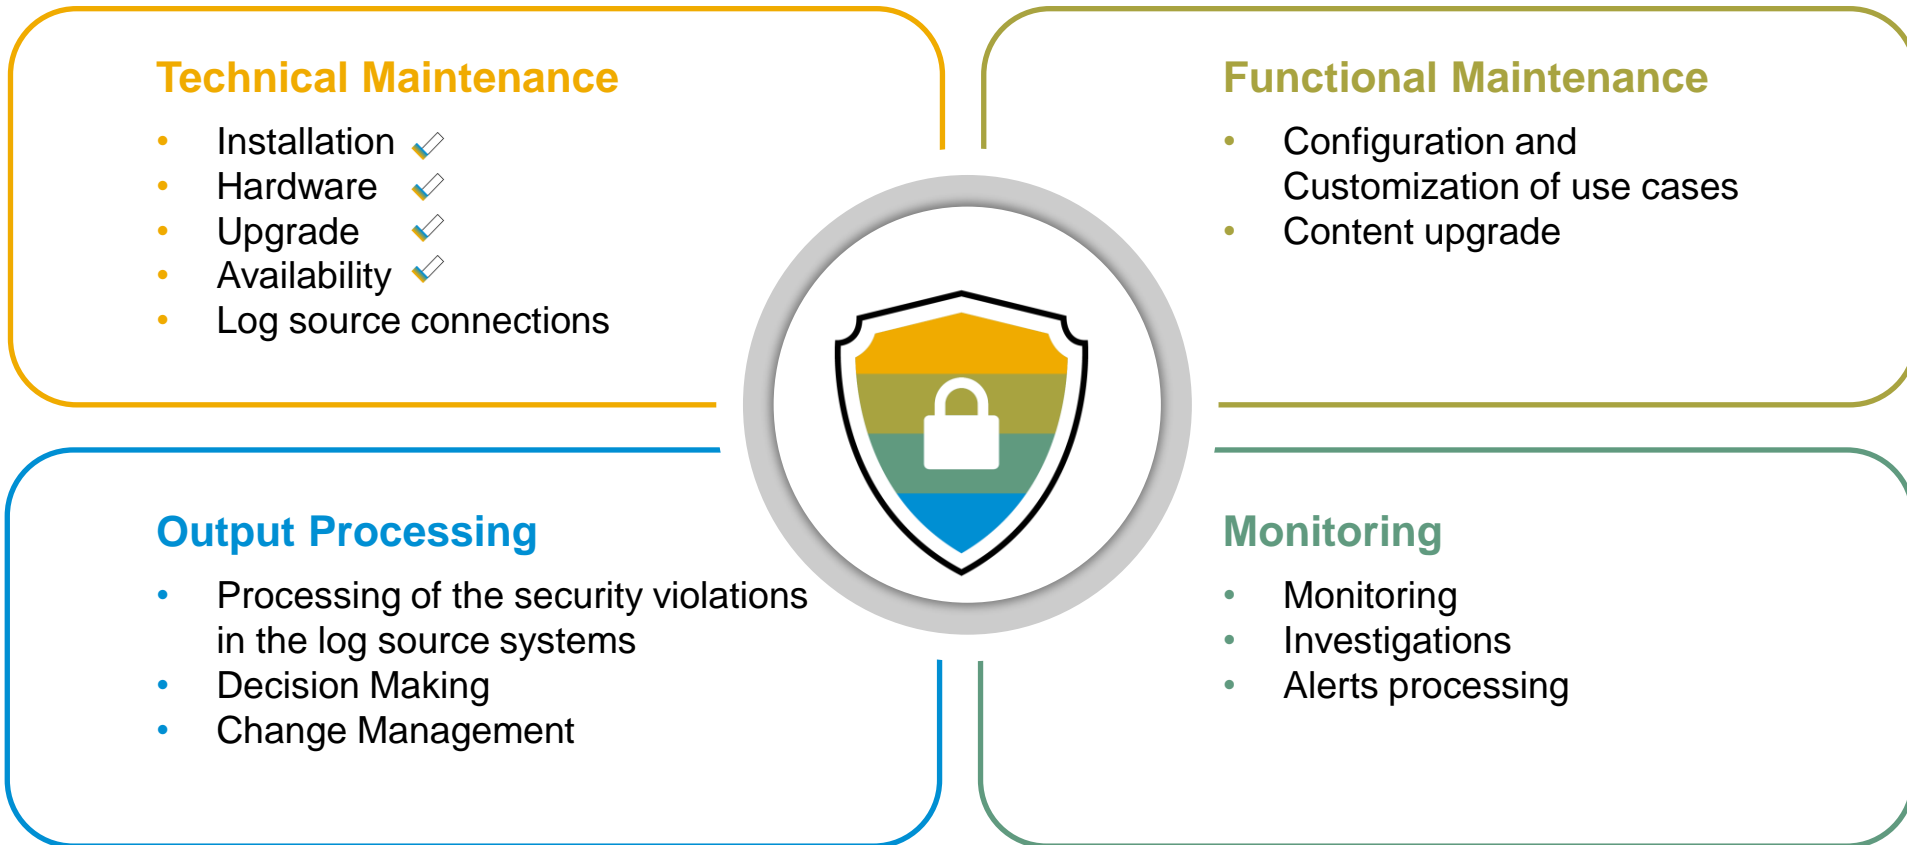 Technical Maintenance
• Installation
• Hardware
• Upgrade
• Availability
• Log source connections
Functional Maintenance
• Configuration and
Customization of use cases
• Content upgrade
Output Processing
• Processing of the security violations
in the log source systems
• Decision Making
• Change Management
Monitoring
• Monitoring
• Investigations
• Alerts processing